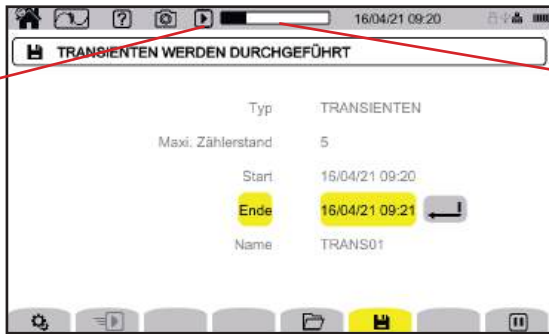 ? 16/04/21 09:20
TRANSIENTEN WERDEN DURCHGEFÜHRT
Typ TRANSIENTEN
Maxi. Zählerstand 5
Start 16/04/21 09:20
Ende 16/04/21 09:21
Name TRANS01